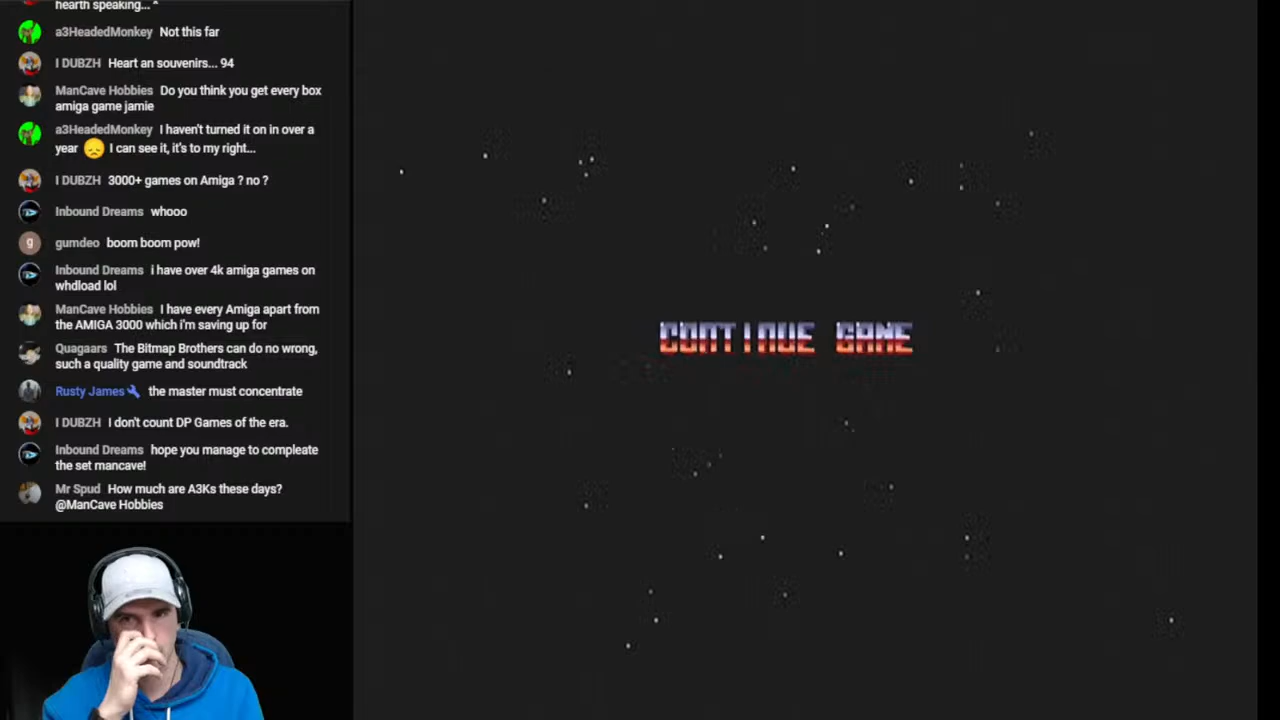 hearth speaking... ^
a3HeadedMonkey Not this far
I DUBZH Heart an souvenirs... 94
ManCave Hobbies Do you think you get every box
amiga game jamie
a3HeadedMonkey I haven't turned it on in over a
year 😞 I can see it, it's to my right...
I DUBZH 3000+ games on Amiga ? no ?
Inbound Dreams whooo
g gumdeo boom boom pow!
Inbound Dreams i have over 4k amiga games on
whdload lol
ManCave Hobbies I have every Amiga apart from
the AMIGA 3000 which i'm saving up for
Quagaars The Bitmap Brothers can do no wrong,
such a quality game and soundtrack
Rusty James the master must concentrate
I DUBZH I don't count DP Games of the era.
Inbound Dreams hope you manage to compleate
the set mancave!
Mr Spud How much are A3Ks these days?
@ManCave Hobbies
CONTINUE GAME